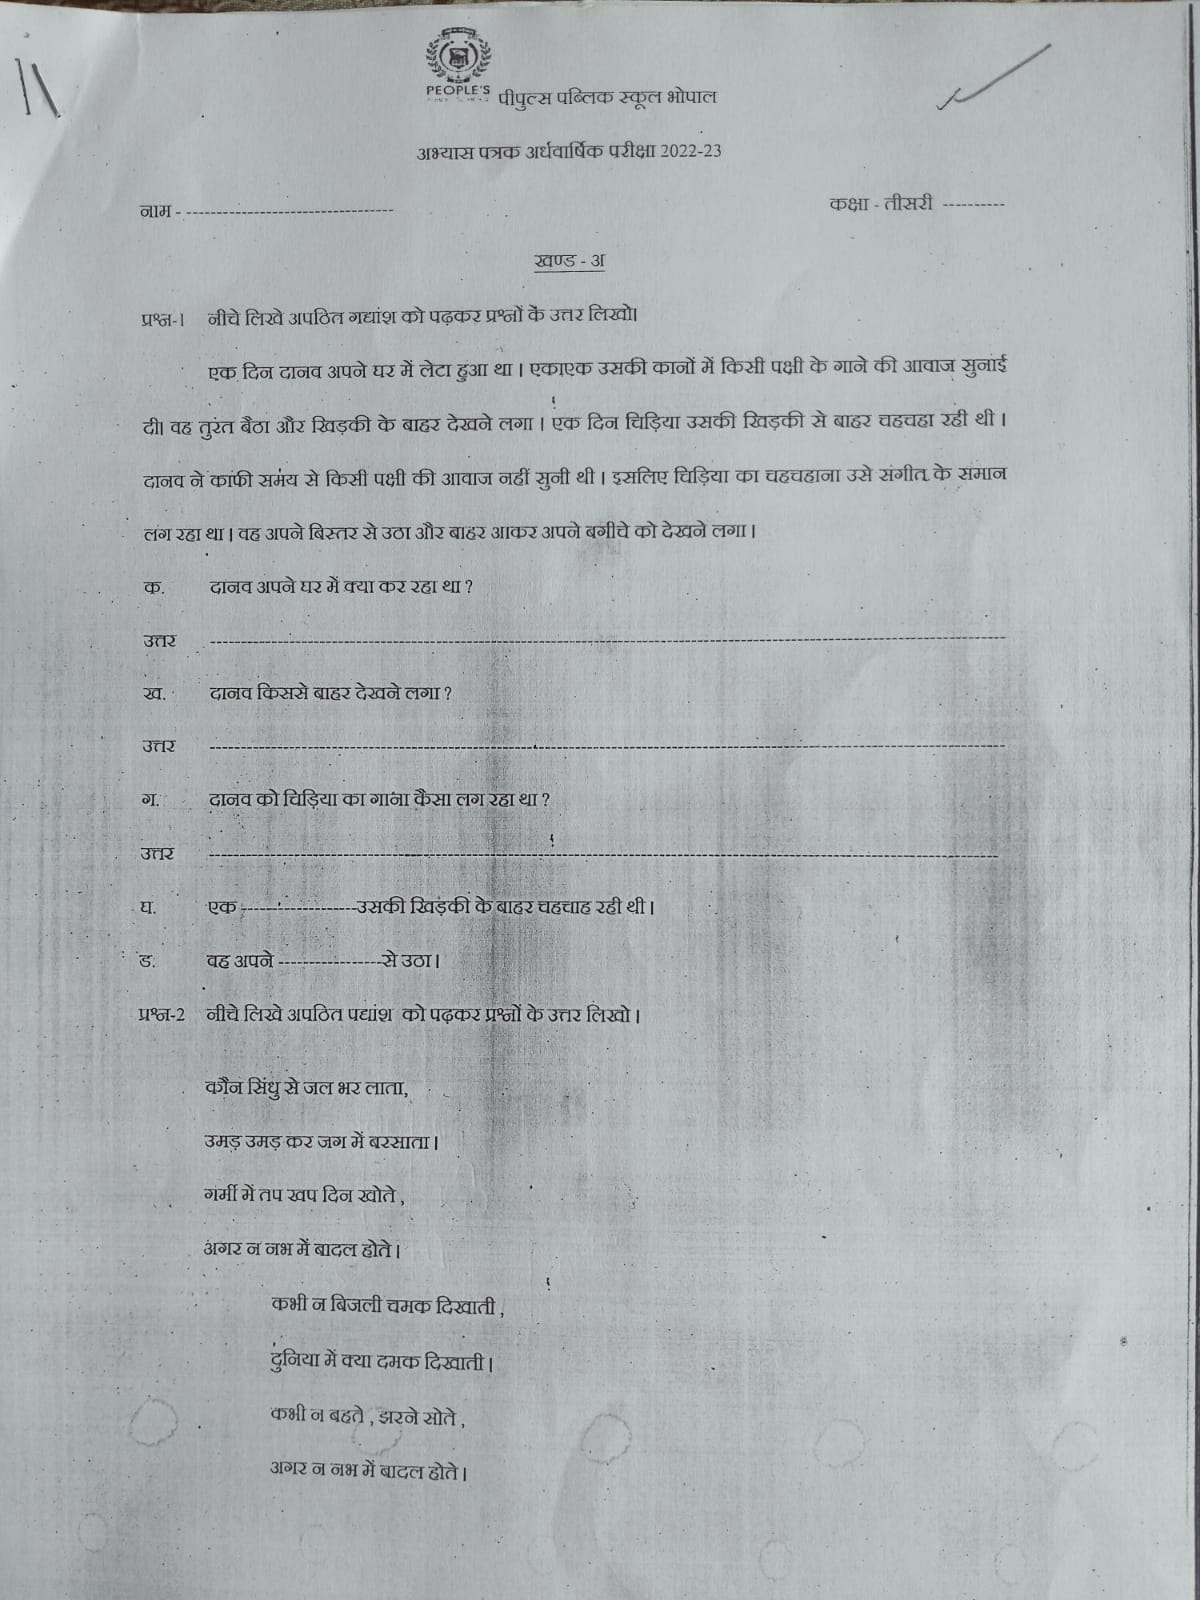 PEOPLE'S
पीपुल्स पब्लिक स्कूल भोपाल
अभ्यास पत्रक अर्धवार्षिक परीक्षा 2022-23
नाम - ----------------------------------
कक्षा - तीसरी ----------
खण्ड - अ
प्रश्न-1 नीचे लिखे अपठित गद्यांश को पढ़कर प्रश्नों के उत्तर लिखो।
एक दिन दानव अपने घर में लेटा हुआ था । एकाएक उसकी कानों में किसी पक्षी के गाने की आवाज सुनाई
दी। वह तुरंत बैठा और खिड़की के बाहर देखने लगा । एक दिन चिड़िया उसकी खिड़की से बाहर चहचहा रही थी ।
दानव ने काफी समय से किसी पक्षी की आवाज नहीं सुनी थी । इसलिए चिड़िया का चहचहाना उसे संगीत के समान
लग रहा था । वह अपने बिस्तर से उठा और बाहर आकर अपने बगीचे को देखने लगा ।
क. दानव अपने घर में क्या कर रहा था ?
उत्तर ----------------------------------
ख. दानव किससे बाहर देखने लगा ?
उत्तर ----------------------------------
ग. दानव को चिड़िया का गाना कैसा लग रहा था ?
उत्तर ----------------------------------
घ. एक -------------------उसकी खिड़की के बाहर चहचाह रही थी ।
ड. वह अपने -----------------से उठा ।
प्रश्न-2 नीचे लिखे अपठित पद्यांश को पढ़कर प्रश्नों के उत्तर लिखो ।
कौन सिंधु से जल भर लाता,
उमड़ उमड़ कर जग में बरसाता ।
गर्मी में तप खप दिन खोते ,
अगर न नभ में बादल होते ।
कभी न बिजली चमक दिखाती ,
दुनिया में क्या दमक दिखाती ।
कभी न बहते , झरने सोते ,
अगर न नभ में बादल होते ।